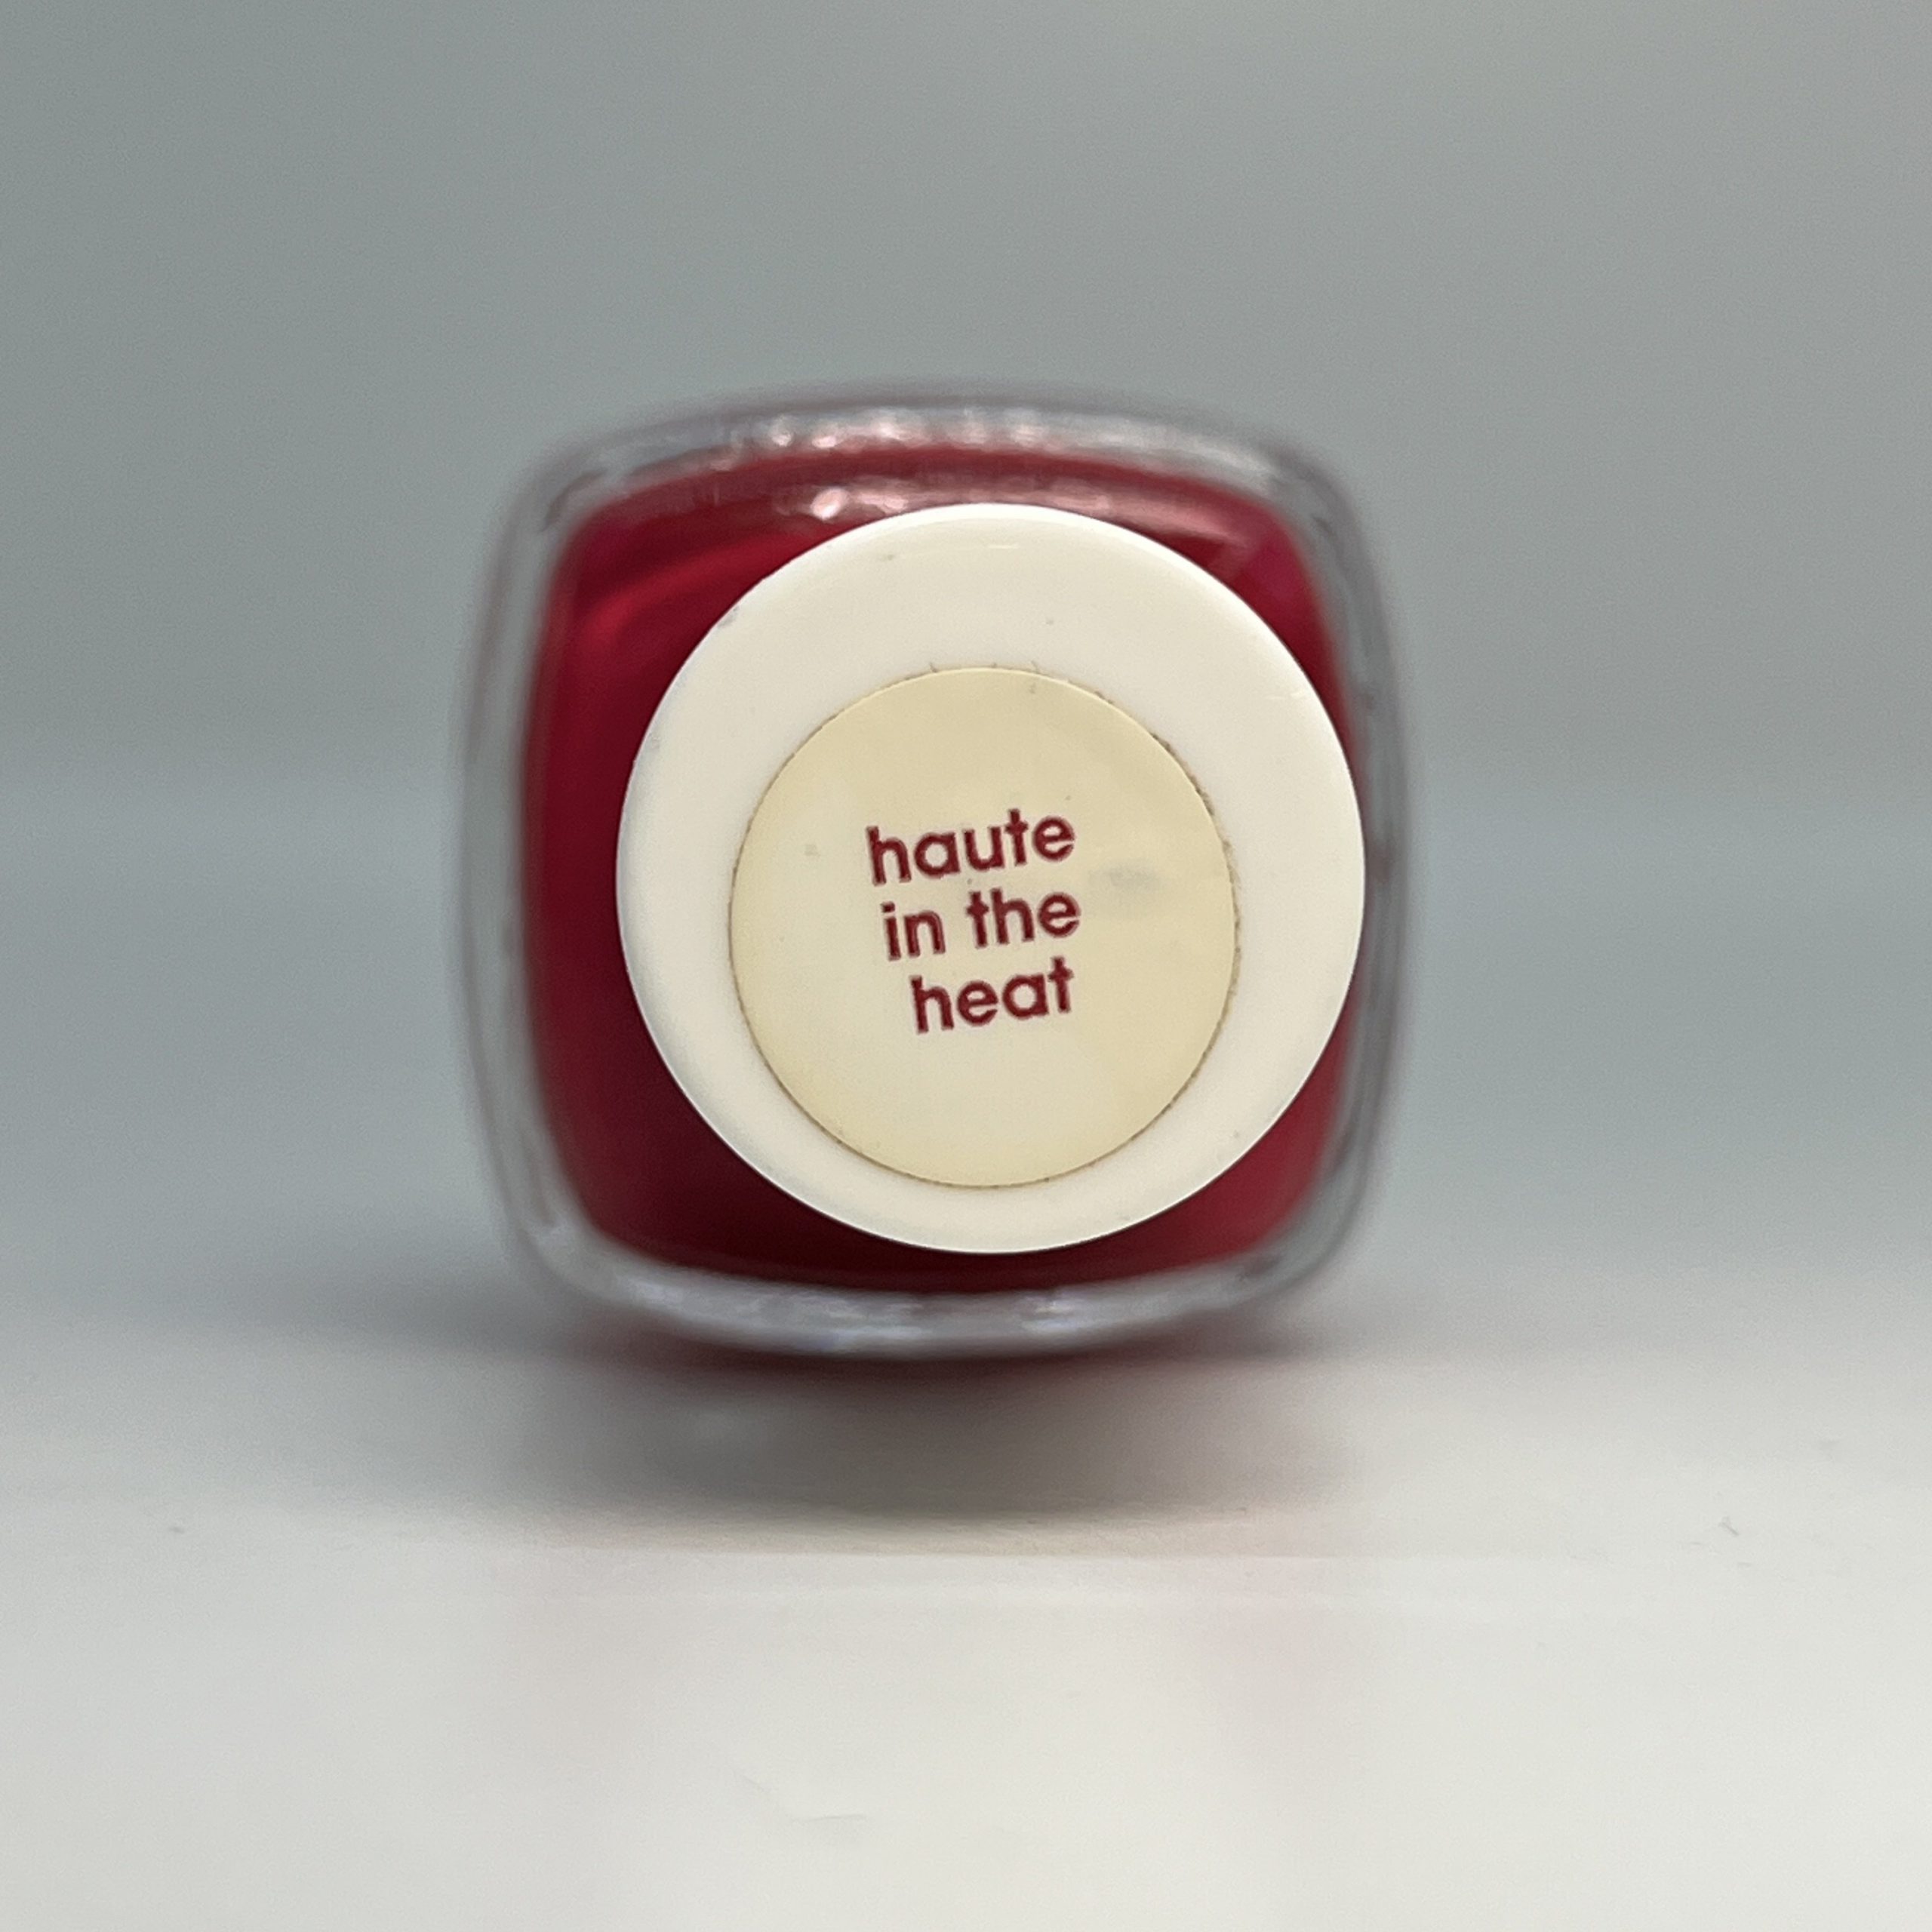 haute
in the
heat